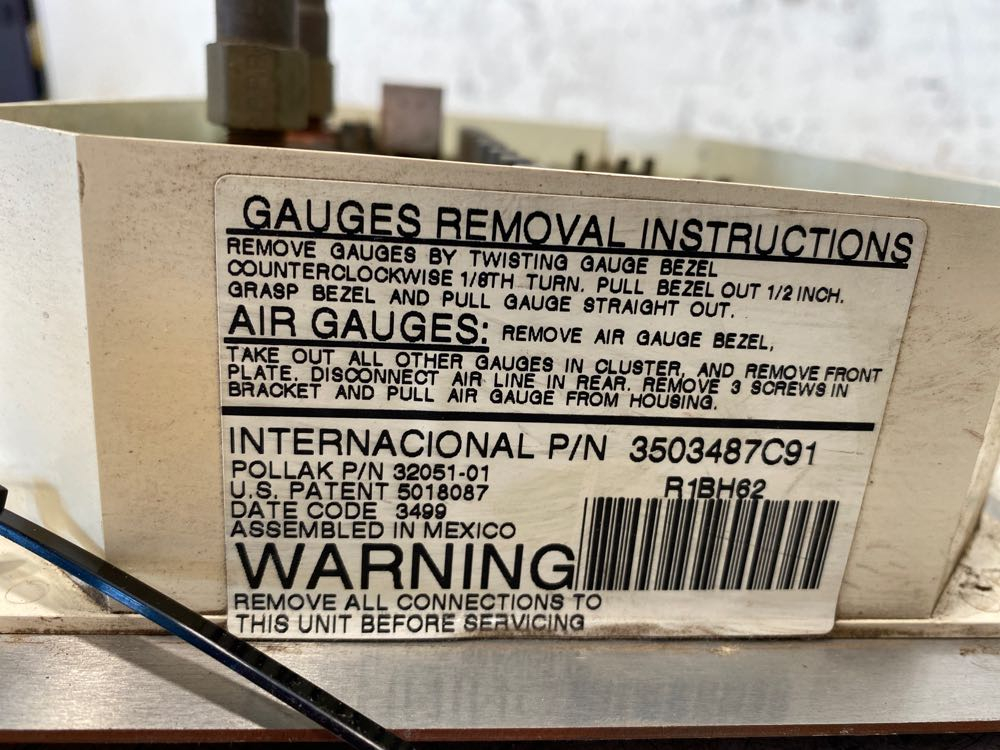 GAUGES REMOVAL INSTRUCTIONS
REMOVE GAUGES BY TWISTING GAUGE BEZEL
COUNTERCLOCKWISE 1/8TH TURN. PULL BEZEL OUT 1/2 INCH.
GRASP BEZEL AND PULL GAUGE STRAIGHT OUT.
AIR GAUGES: REMOVE AIR GAUGE BEZEL,
TAKE OUT ALL OTHER GAUGES IN CLUSTER, AND REMOVE FRONT
PLATE. DISCONNECT AIR LINE IN REAR. REMOVE 3 SCREWS IN
BRACKET AND PULL AIR GAUGE FROM HOUSING.
INTERNACIONAL P/N 3503487C91
POLLAK P/N 32051-01
R1BH62
U.S. PATENT 5018087
DATE CODE 3499
ASSEMBLED IN MEXICO
WARNING
REMOVE ALL CONNECTIONS TO
THIS UNIT BEFORE SERVICING